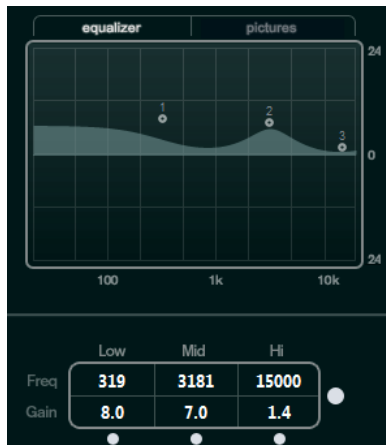 equalizer pictures
24
1 2 3
0
24
100 1k 10k
Low Mid Hi
Freq 319 3181 15000
Gain 8.0 7.0 1.4